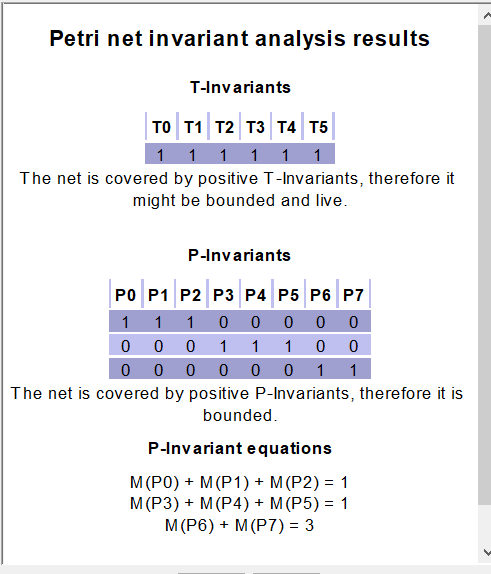 Petri net invariant analysis results
T-Invariants
T0 T1 T2 T3 T4 T5
1 1 1 1 1 1
The net is covered by positive T-Invariants, therefore it
might be bounded and live.
P-Invariants
P0 P1 P2 P3 P4 P5 P6 P7
1 1 1 0 0 0 0 0
0 0 0 1 1 1 0 0
0 0 0 0 0 0 1 1
The net is covered by positive P-Invariants, therefore it is
bounded.
P-Invariant equations
M(P0) + M(P1) + M(P2) = 1
M(P3) + M(P4) + M(P5) = 1
M(P6) + M(P7) = 3